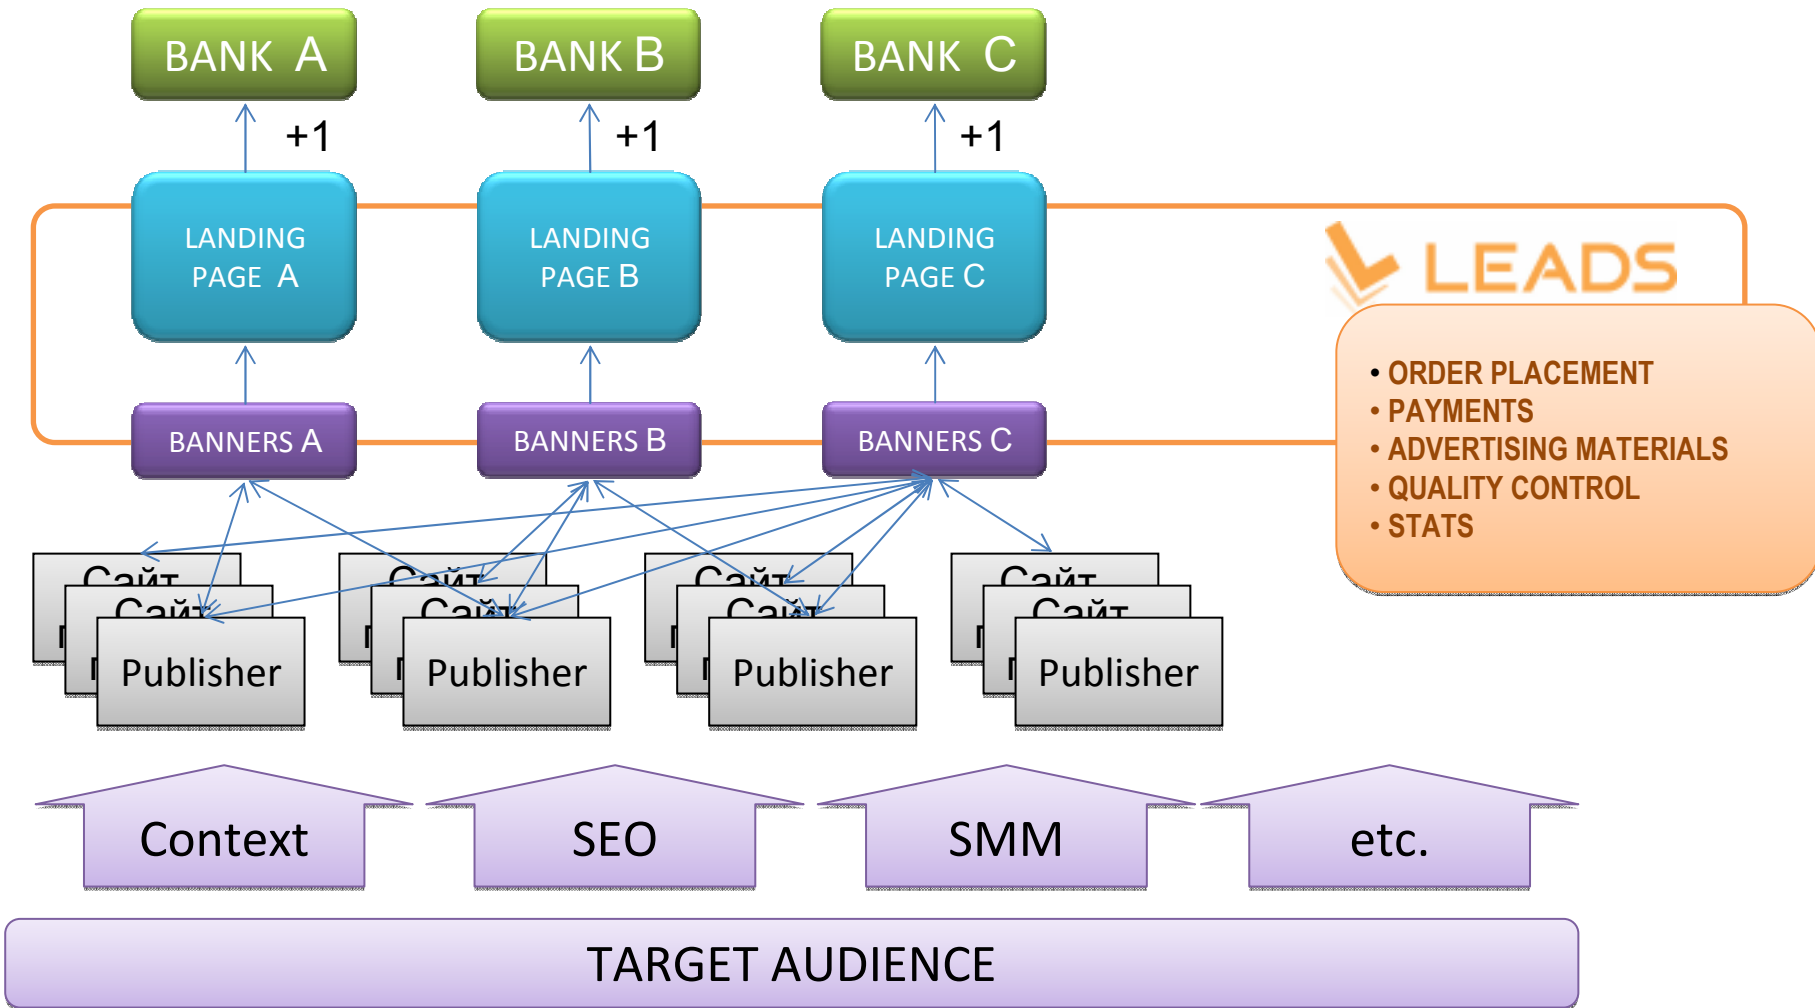 BANK A
BANK B
BANK C
+1
+1
+1
LANDING
PAGE A
LANDING
PAGE B
LANDING
PAGE C
LEADS
• ORDER PLACEMENT
• PAYMENTS
• ADVERTISING MATERIALS
• QUALITY CONTROL
• STATS
BANNERS A
BANNERS B
BANNERS C
Сайт
Сайт
Publisher
Сайт
Сайт
Publisher
Сайт
Сайт
Publisher
Сайт
Сайт
Publisher
Context
SEO
SMM
etc.
TARGET AUDIENCE